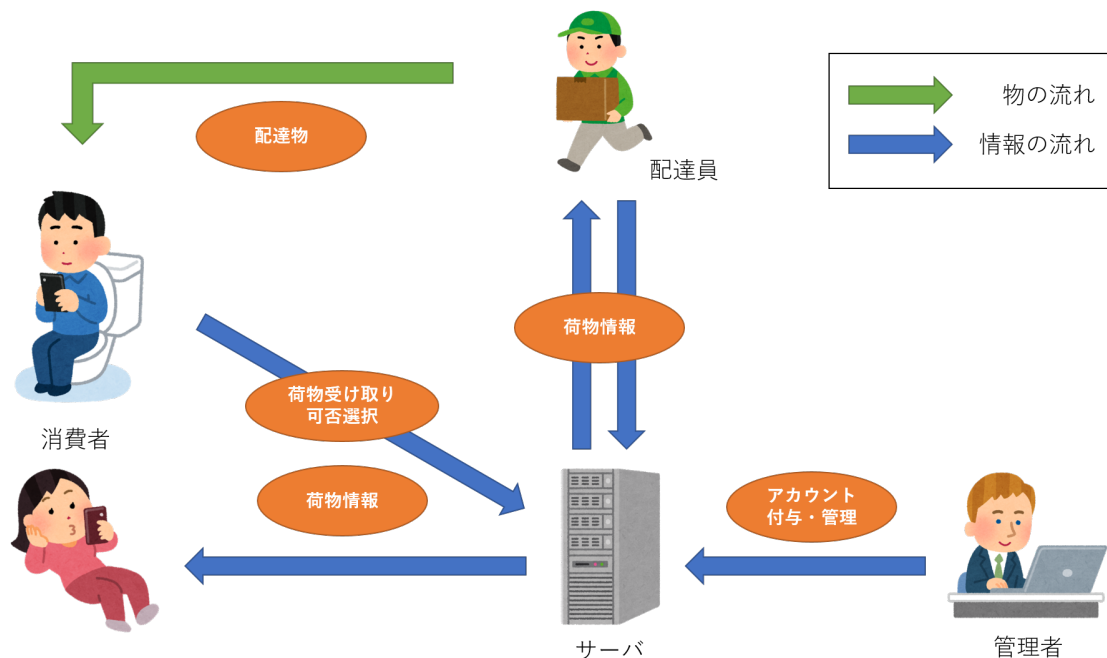 配達物
配達員
物の流れ
情報の流れ
荷物情報
荷物受け取り
可否選択
消費者
荷物情報
アカウント
付与・管理
サーバ
管理者